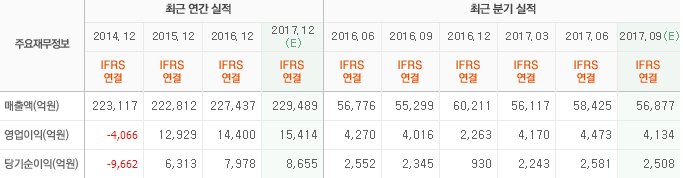 주요재무정보 최근 연간 실적 최근 분기 실적
2014.12 2015.12 2016.12 2017.12 (E) 2016.06 2016.09 2016.12 2017.03 2017.06 2017.09(E)
IFRS IFRS IFRS IFRS IFRS IFRS IFRS IFRS IFRS IFRS
연결 연결 연결 연결 연결 연결 연결 연결 연결 연결
매출액(억원) 223,117 222,812 227,437 229,489 56,776 55,299 60,211 56,117 58,425 56,877
영업이익(억원) -4,066 12,929 14,400 15,414 4,270 4,016 2,263 4,170 4,473 4,134
당기순이익(억원) -9,662 6,313 7,978 8,655 2,552 2,345 930 2,243 2,581 2,508